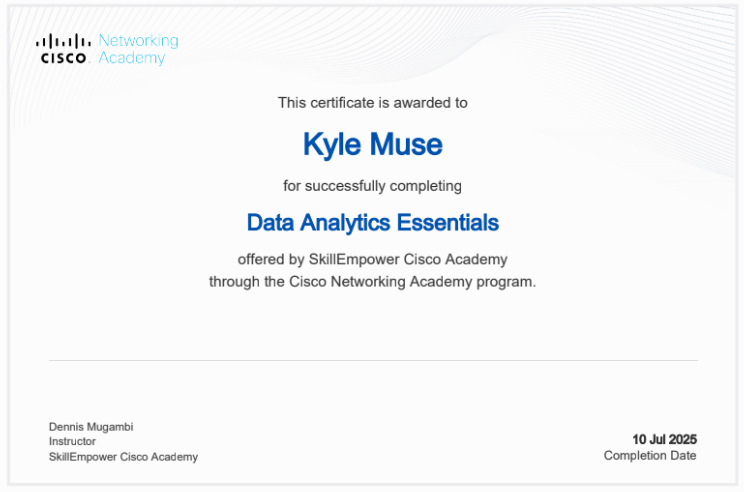 Networking
CISCO Academy
This certificate is awarded to
Kyle Muse
for successfully completing
Data Analytics Essentials
offered by SkillEmpower Cisco Academy
through the Cisco Networking Academy program.
Dennis Mugambi
Instructor
SkillEmpower Cisco Academy
10 Jul 2025
Completion Date